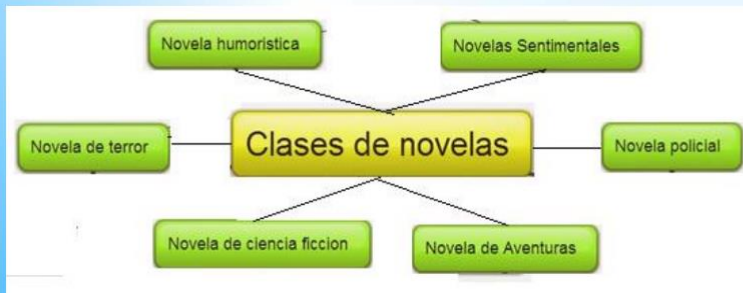 Novela humoristica
Novelas Sentimentales
Novela de terror
Clases de novelas
Novela policial
Novela de ciencia ficcion
Novela de Aventuras